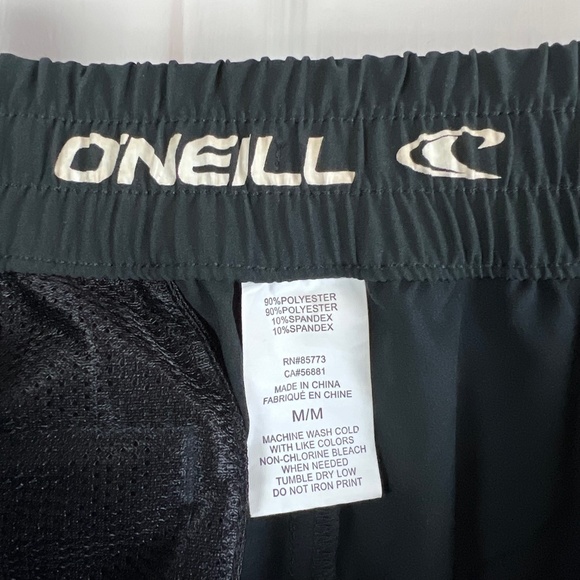 O'NEILL
90%POLYESTER
90%POLYESTER
10%SPANDEX
10%SPANDEX
RN#85773
CA#56881
MADE IN CHINA
FABRIQUÉ EN CHINE
M/M
MACHINE WASH COLD
WITH LIKE COLORS
NON-CHLORINE BLEACH
WHEN NEEDED
TUMBLE DRY LOW
DO NOT IRON PRINT